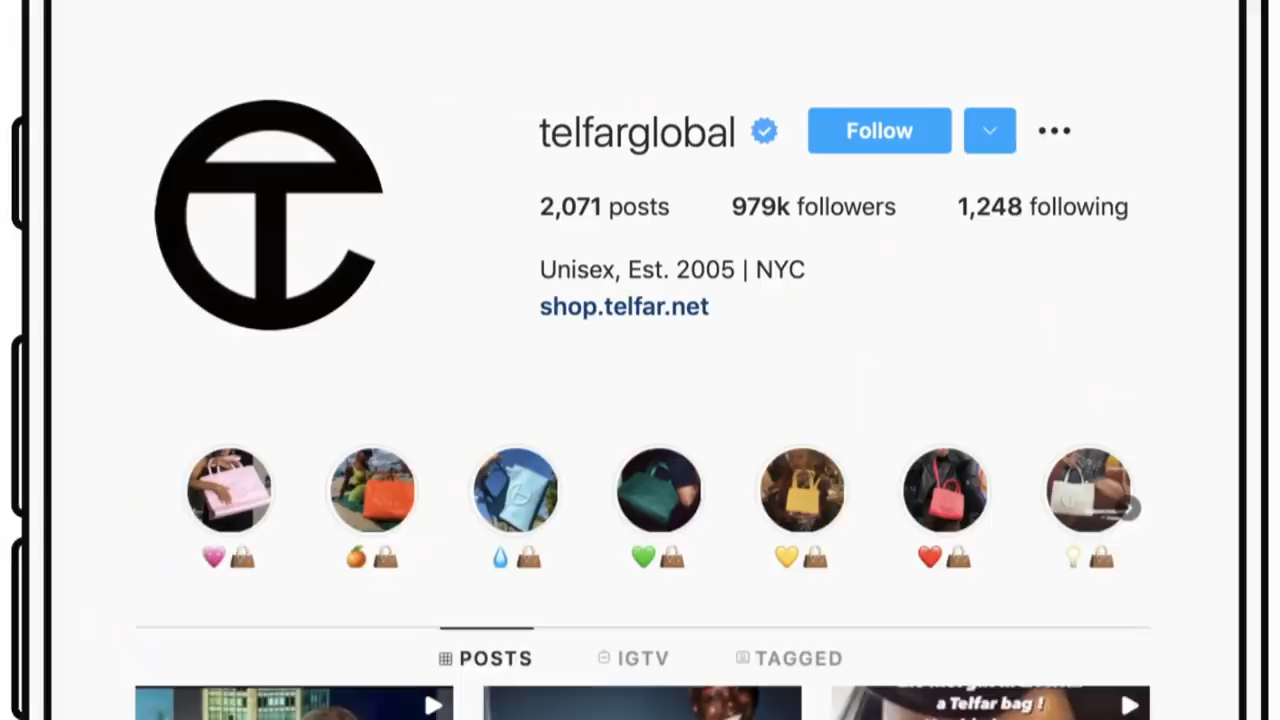 telfarglobal
Follow
2,071 posts 979k followers 1,248 following
Unisex, Est. 2005 | NYC
shop.telfar.net
POSTS IGTV TAGGED
a Telfar bag !